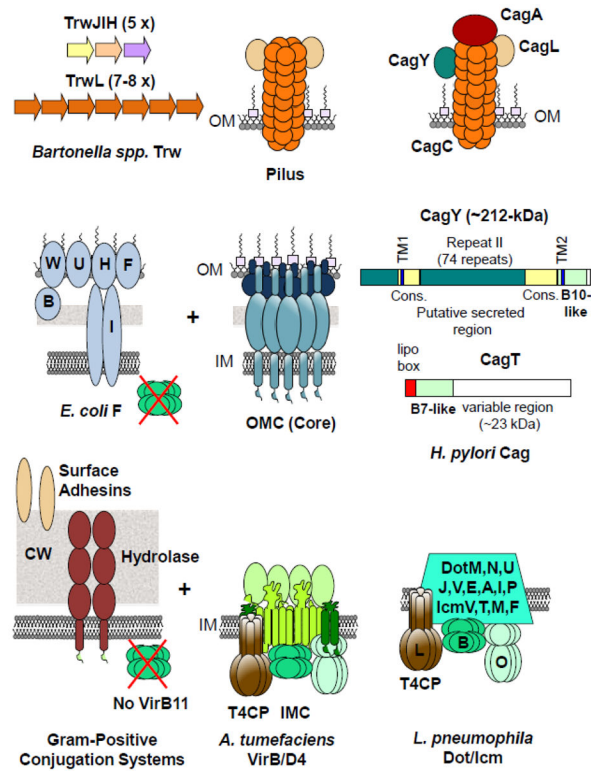 TrwJIH (5 x)
TrwL (7-8 x)
Bartonella spp. Trw
OM
Pilus
CagA
CagY
CagL
OM
CagC
W U H F
B
I
E. coli F
+
OM
IM
OMC (Core)
CagY (~212-kDa)
TM1
Repeat II
(74 repeats)
TM2
Cons.
Putative secreted
region
Cons.
B10-
like
lipo
box
CagT
B7-like
variable region
(~23 kDa)
H. pylori Cag
Surface
Adhesins
CW
Hydrolase
+
No VirB11
Gram-Positive
Conjugation Systems
IM
T4CP IMC
A. tumefaciens
VirB/D4
DotM,N,U
J,V,E,A,I,P
IcmV,T,M,F
L
B
O
T4CP
L. pneumophila
Dot/Icm